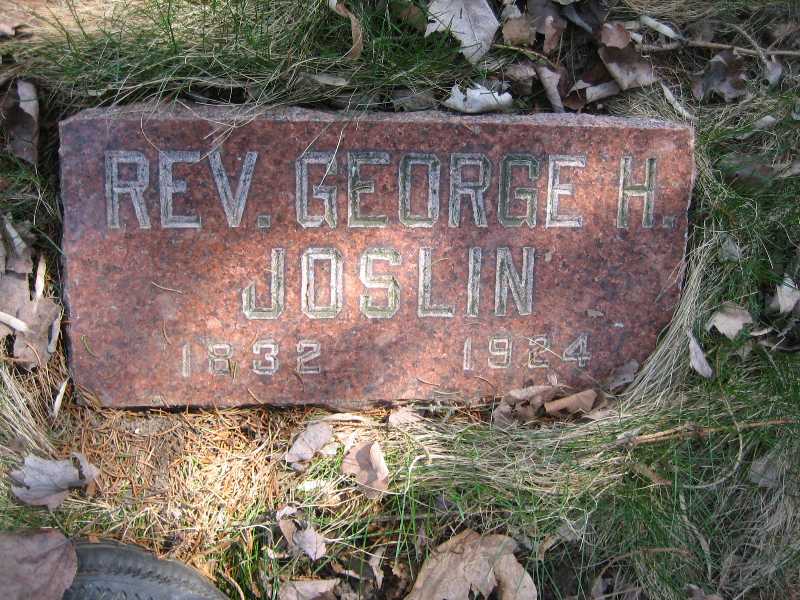 REV. GEORGE H.
JOSLIN
1832 1924